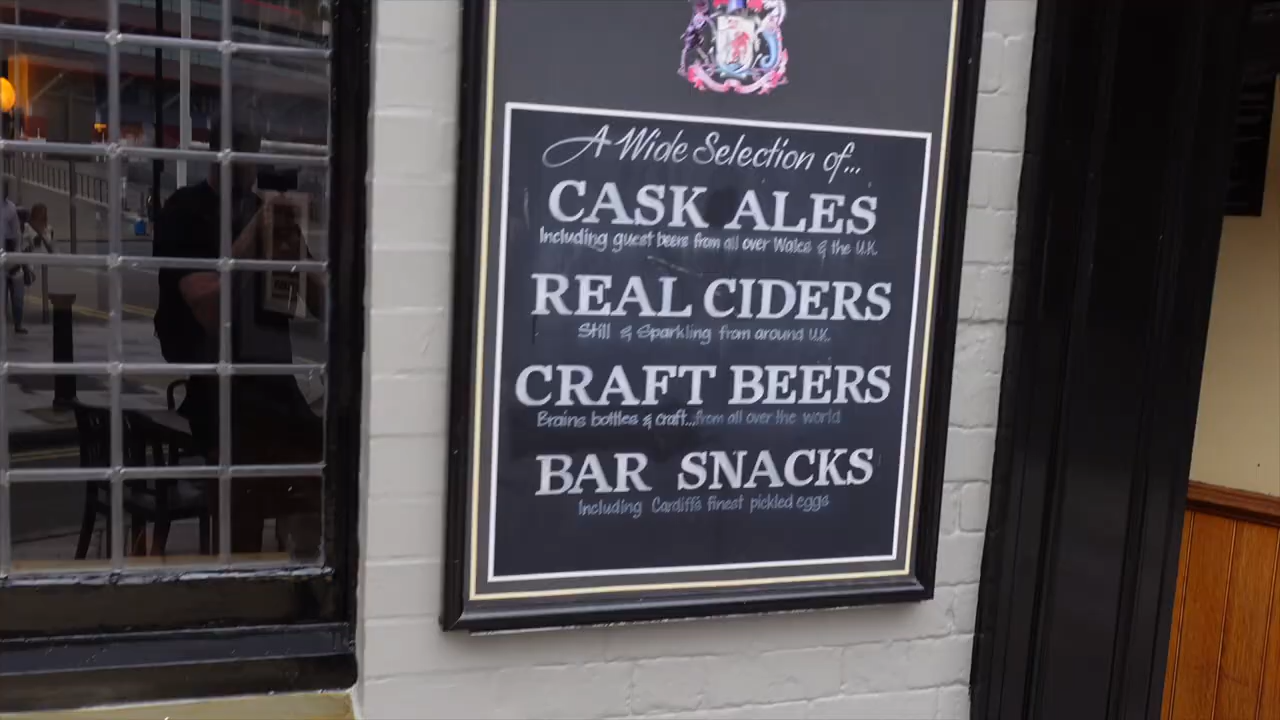 A Wide Selection of...
CASK ALES
Including guest beers from all over Wales & the U.K.
REAL CIDERS
Still & Sparkling from around U.K.
CRAFT BEERS
Brains bottles & craft...from all over the world
BAR SNACKS
Including Cardiff's finest pickled eggs